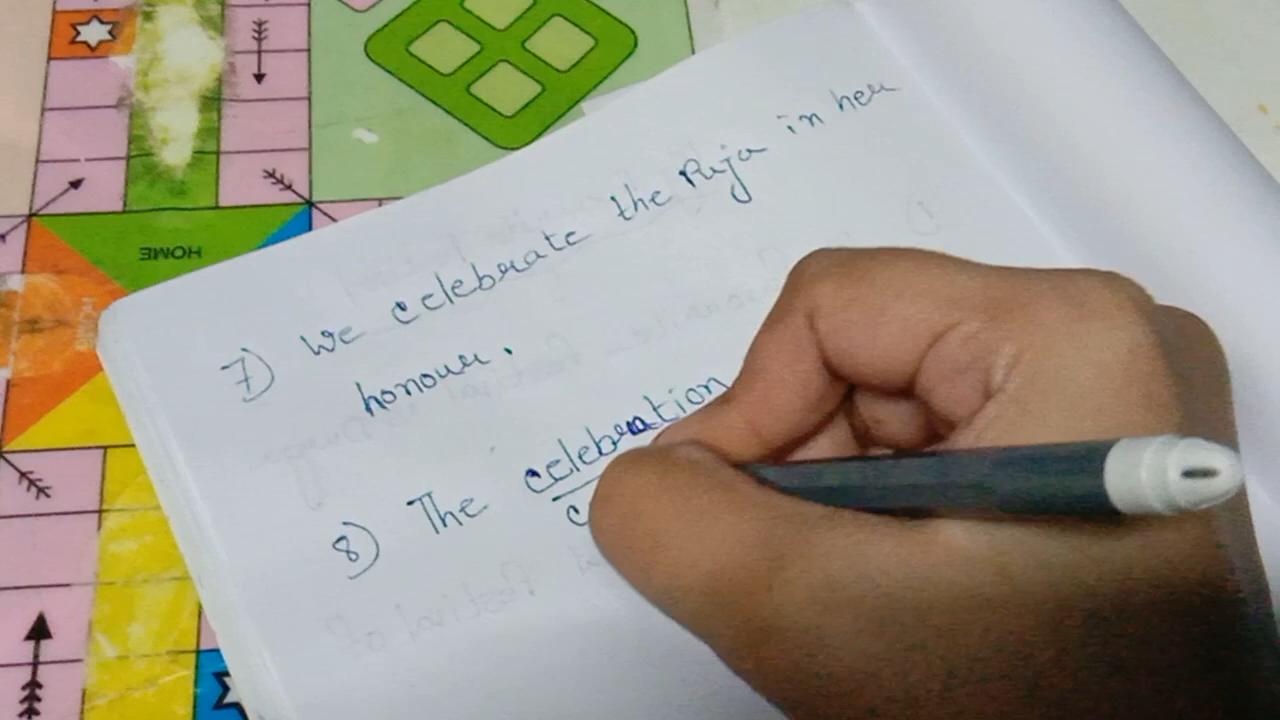 HOME
7) We celebrate the Puja in her
honour.
8) The celebration
c